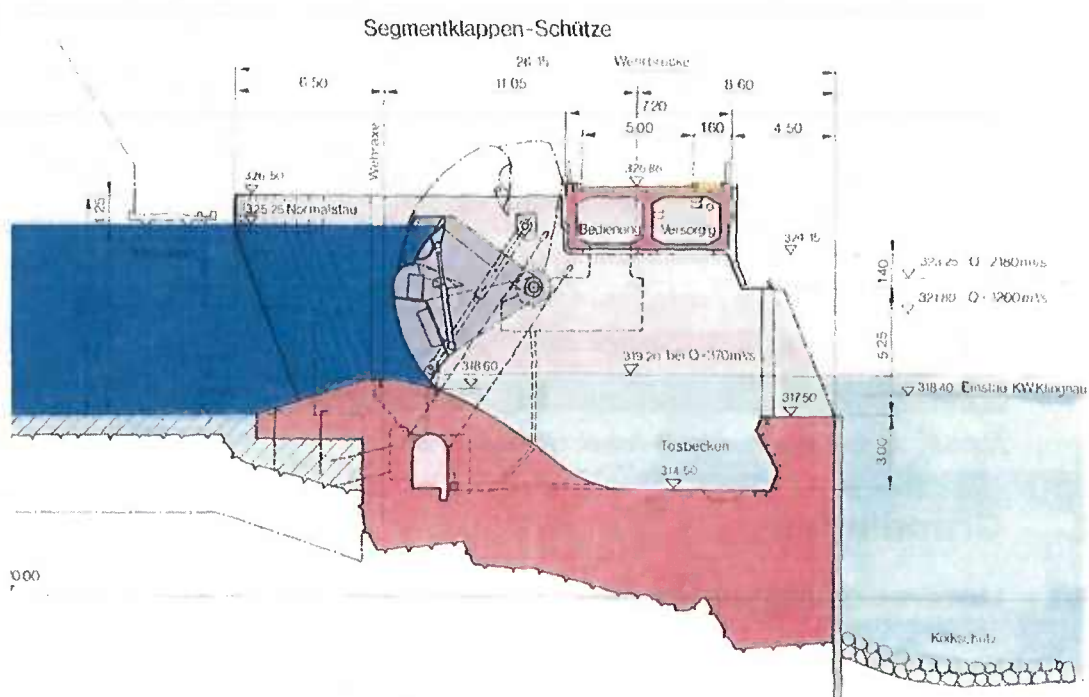 Segmentklappen-Schütze
26.15
Wehrbrücke
6.50
11.05
8.60
7.20
5.00
1.60
4.50
Wehraxe
326.50
326.86
1.25
325.25 Normalstau
Bedienung
Versorg'g
324.15
1.40
323.25 Q=2180m³/s
321.80 Q=1200m³/s
5.25
319.20 bei Q=370m³/s
318.60
318.40 Einstau KW.Klingnau
317.50
Tosbecken
3.00
314.50
Kolkschutz